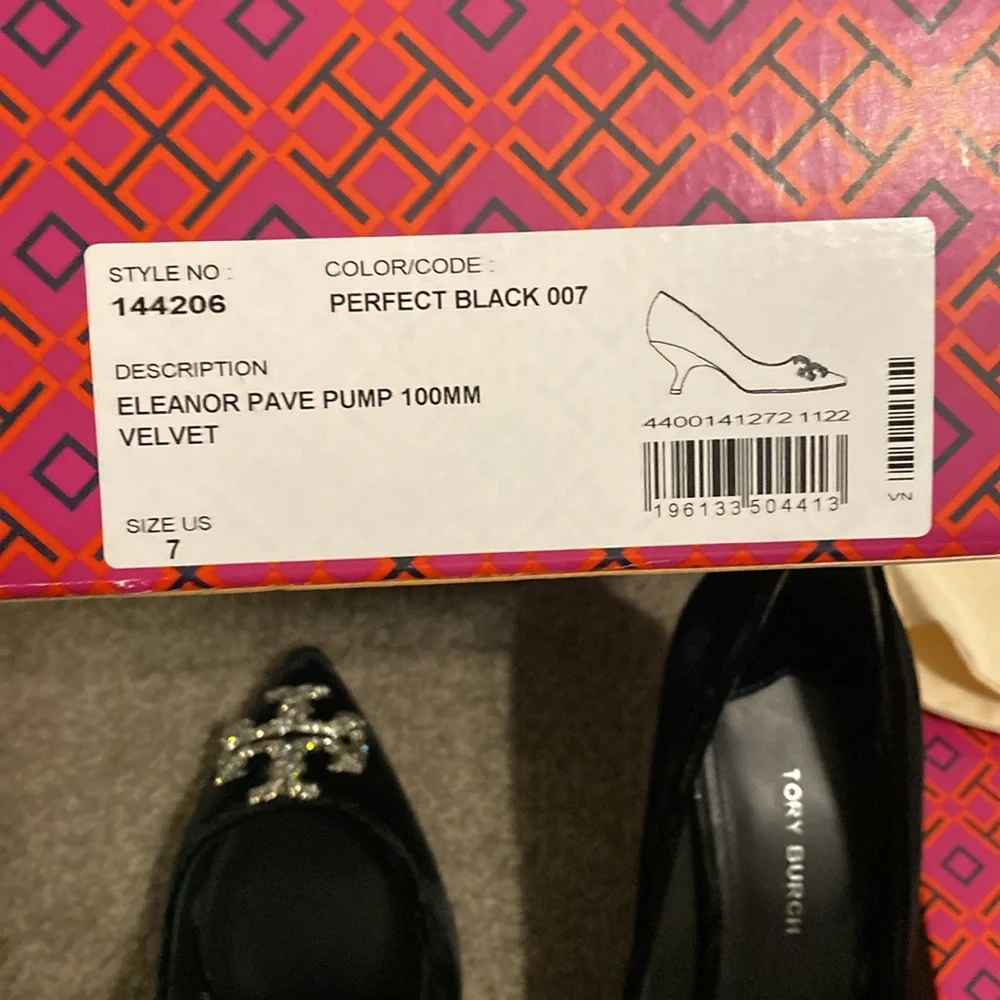 STYLE NO :
144206
COLOR/CODE :
PERFECT BLACK 007
DESCRIPTION
ELEANOR PAVE PUMP 100MM
VELVET
SIZE US
7
4400141272 1122
196133 504413
VN
TORY BURCH